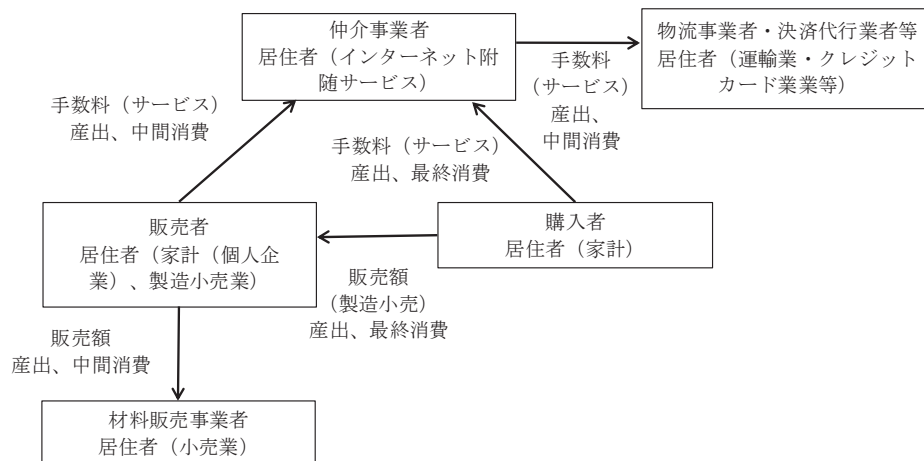 仲介事業者
居住者（インターネット附
随サービス）
物流事業者・決済代行業者等
居住者（運輸業・クレジット
カード業業等）
手数料
（サービス）
産出、
中間消費
手数料（サービス）
産出、中間消費
手数料（サービス）
産出、最終消費
販売者
居住者（家計（個人企
業）、製造小売業）
購入者
居住者（家計）
販売額
（製造小売）
産出、最終消費
販売額
産出、中間消費
材料販売事業者
居住者（小売業）